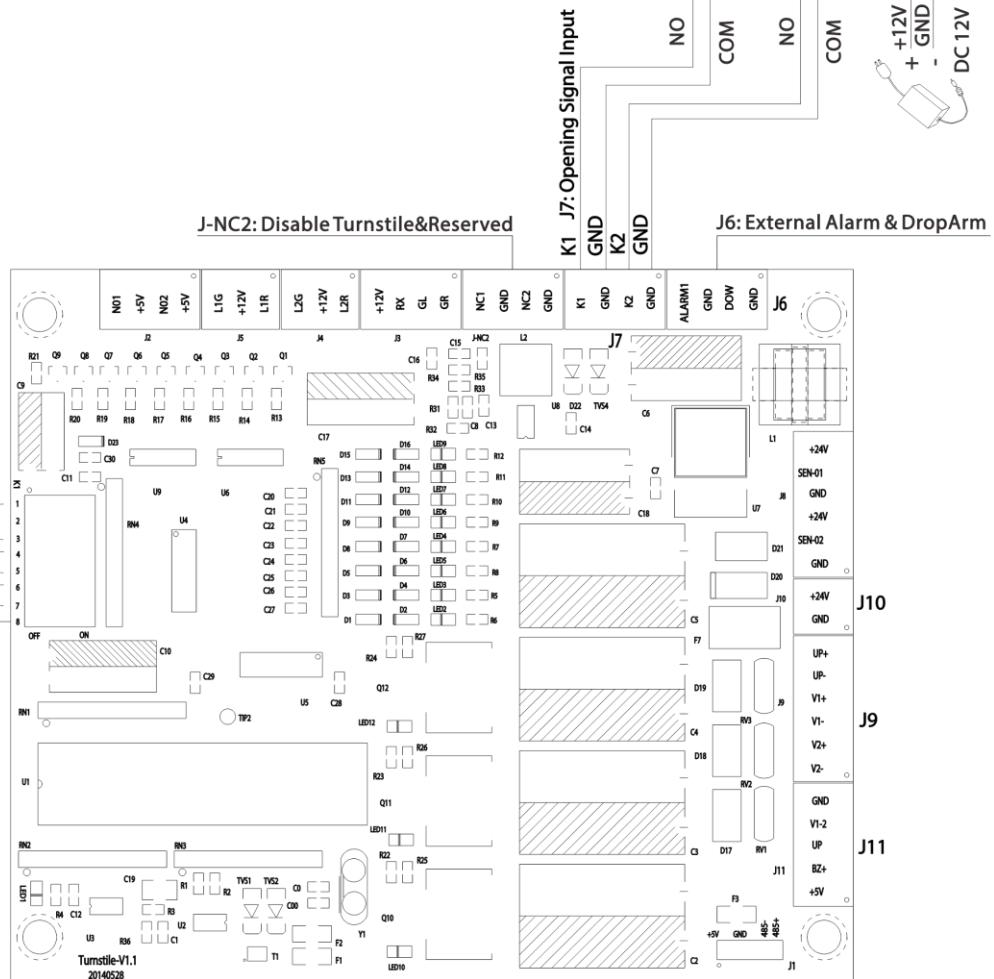 NO
COM
NO
COM
+12V
+ GND
-
DC 12V
J7: Opening Signal Input
K1
GND
K2
GND
J-NC2: Disable Turnstile&Reserved
J6: External Alarm & DropArm
N01 +5V N02 +5V
L1G +12V L1R
L2G +12V L2R
+12V RX GL GR
NC1 GND NC2 GND
K1 GND K2 GND
ALARM1 GND DOW GND
J6
J2 J5 J4 J3 J-NC2 L2 J7
R21 Q9 Q8 Q7 Q6 Q5 Q4 Q3 Q2 Q1
C16 C15 R34 R35 R33
C9
R20 R19 R18 R17 R16 R15 R14 R13
R31 R32 C8 C13 U8 D22 TVS4 C14 C6
L1
D23 C30 C11 C17
U9 U6 RN5
K1
1
2
3
4
5
6
7
8
OFF ON
RN4 U4
C20
C21
C22
C23
C24
C25
C26
C27
D15 D16 LED9 R12
D13 D14 LED8 R11
D11 D12 LED7 R10
D9 D10 LED6 R9
D8 D7 LED4 R7
D5 D6 LED5 R8
D3 D4 LED3 R5
D1 D2 LED2 R6
C7 C18 U7
D21
D20
J10
C5
F7
+24V
SEN-01
GND
J8
+24V
SEN-02
GND
+24V
GND
J10
UP+
UP-
V1+
V1-
V2+
V2-
J9
GND
V1-2
UP
BZ+
+5V
J11
C10 C29 U5 C28
R24 R27 Q12
LED12
RN1 TIP2
D19 RV3 J9
C4
D18
RV2
U1
R23 R26 Q11
LED11
C3
D17 RV1
J11
RN2 RN3
R22 R25
LED1 R4 C12 C19 R1 R2 TVS1 TVS2 C0 C00
R3 U3 R36 C1 U2 T1 F2 F1 Y1
Q10
LED10
C2
F3
+5V GND 485- 485+
J1
Turnstile-V1.1
20140528